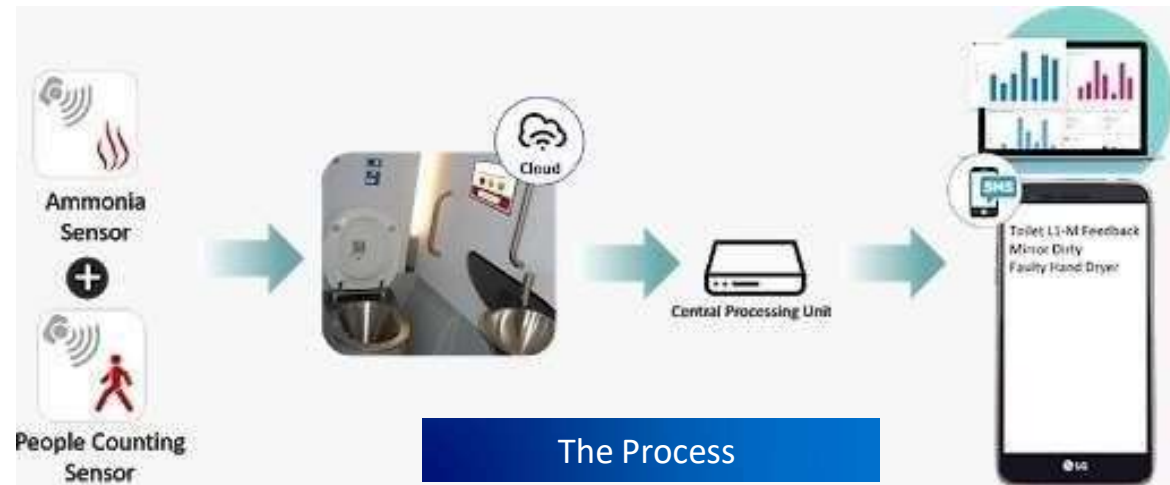 Ammonia
Sensor
People Counting
Sensor
Cloud
Central Processing Unit
SMS
Toilet L1-M Feedback
Mirror Dirty
Faulty Hand Dryer
LG
The Process